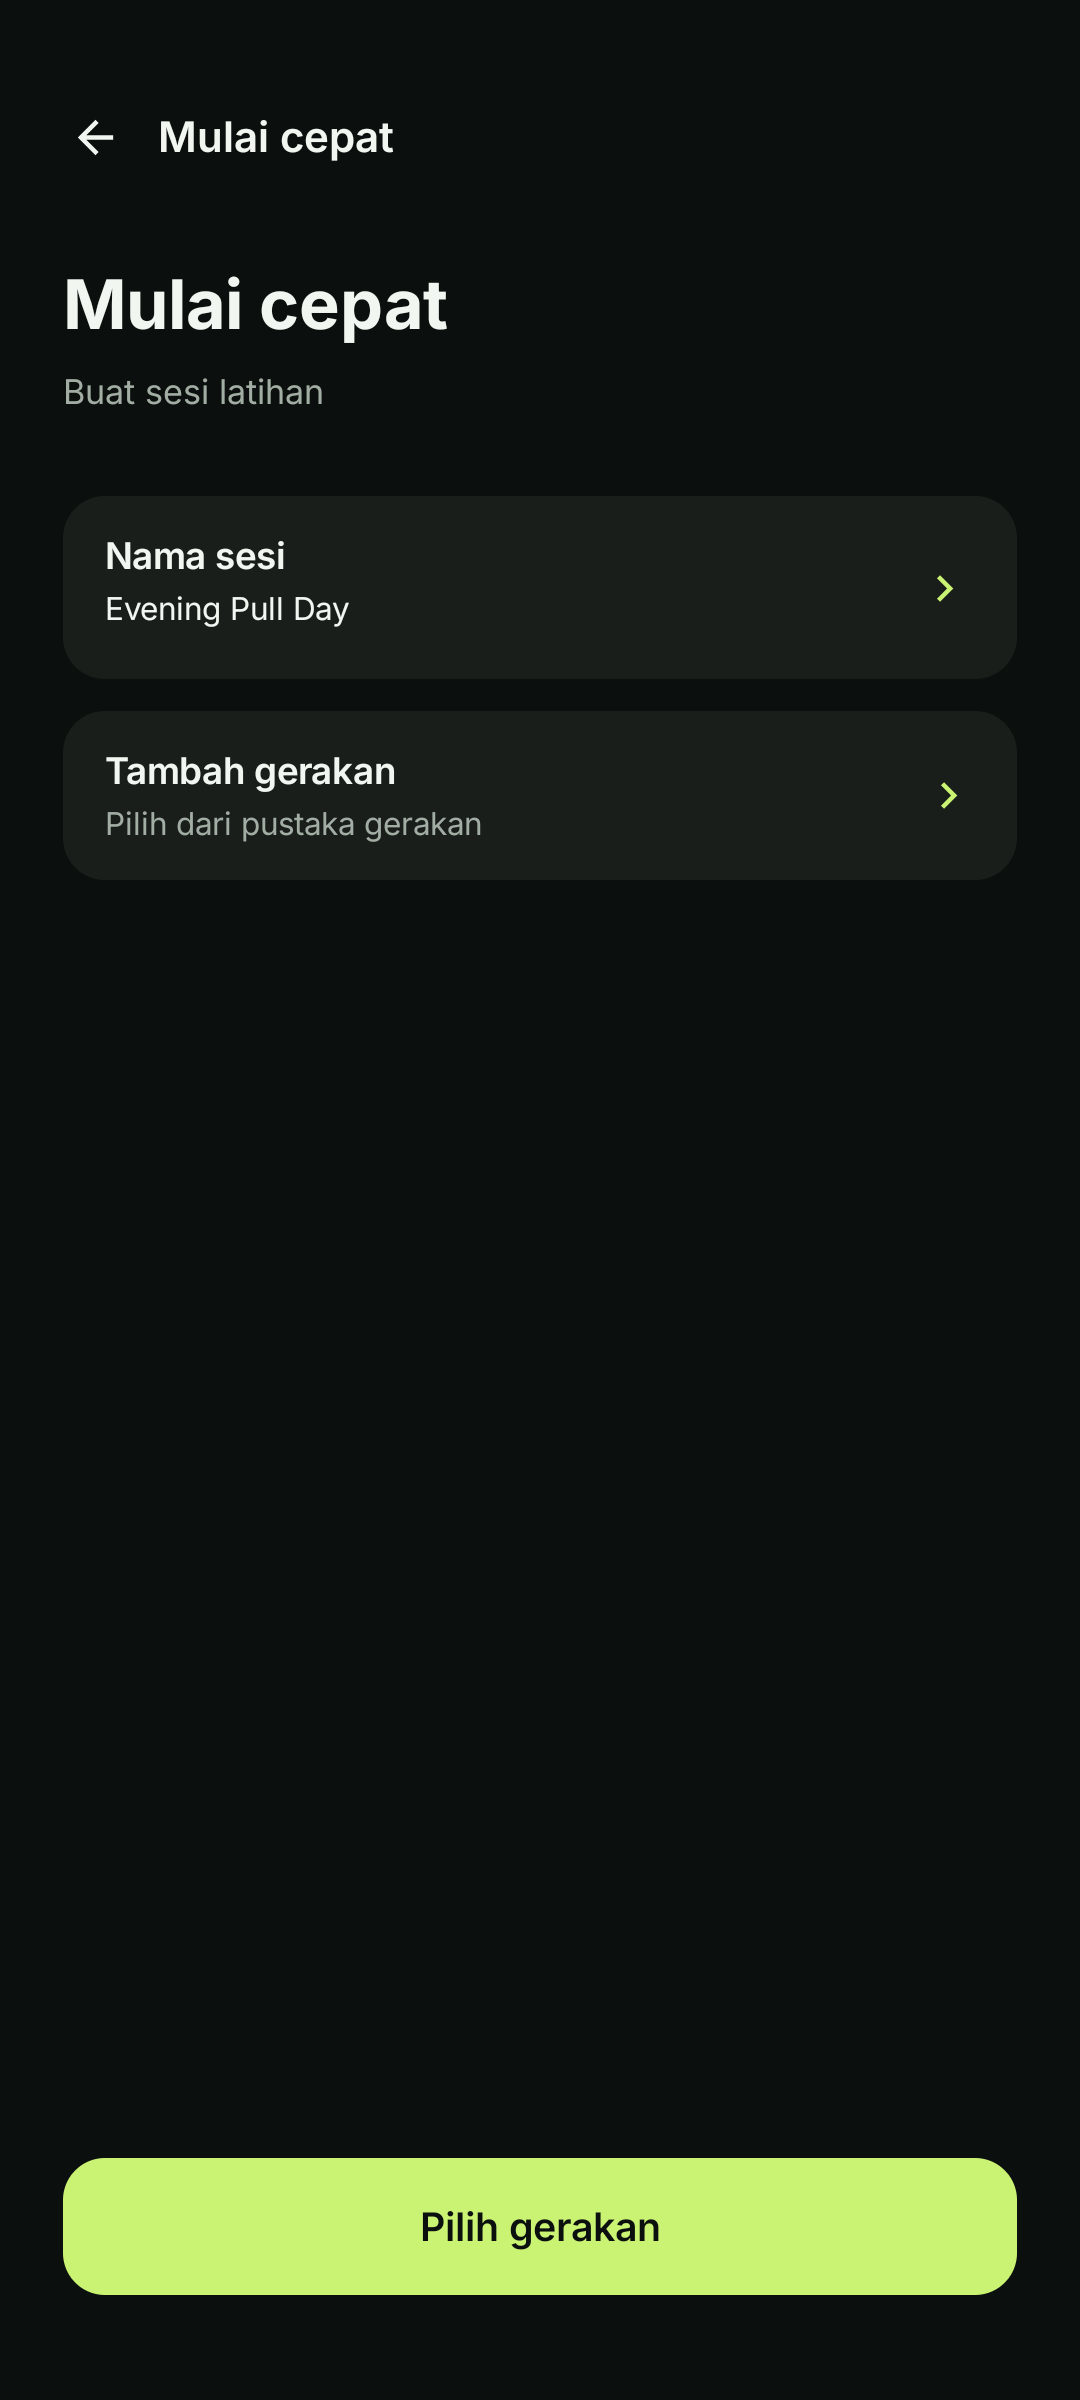 Mulai cepat
Mulai cepat
Buat sesi latihan
Nama sesi
Evening Pull Day
Tambah gerakan
Pilih dari pustaka gerakan
Pilih gerakan